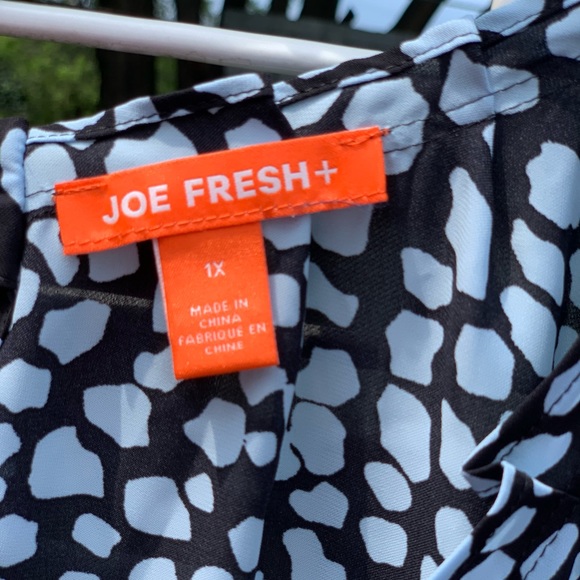 JOE FRESH+
1X
MADE IN
CHINA
FABRIQUÉ EN
CHINE